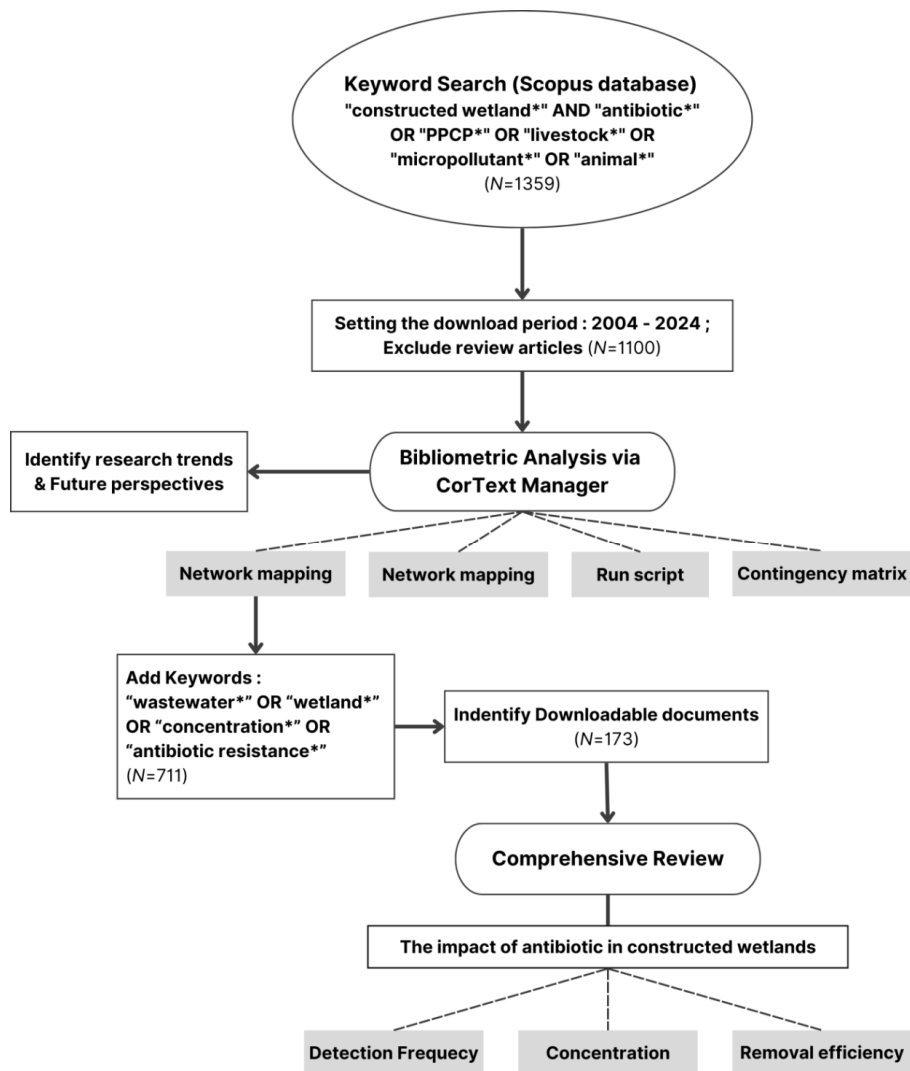 Keyword Search (Scopus database)
"constructed wetland*" AND "antibiotic*"
OR "PPCP*" OR "livestock*" OR
"micropollutant*" OR "animal*"
(N=1359)
Setting the download period : 2004 - 2024 ;
Exclude review articles (N=1100)
Bibliometric Analysis via
CorText Manager
Identify research trends
& Future perspectives
Network mapping
Network mapping
Run script
Contingency matrix
Add Keywords :
“wastewater*” OR “wetland*”
OR “concentration*” OR
“antibiotic resistance*”
(N=711)
Indentify Downloadable documents
(N=173)
Comprehensive Review
The impact of antibiotic in constructed wetlands
Detection Frequecy
Concentration
Removal efficiency